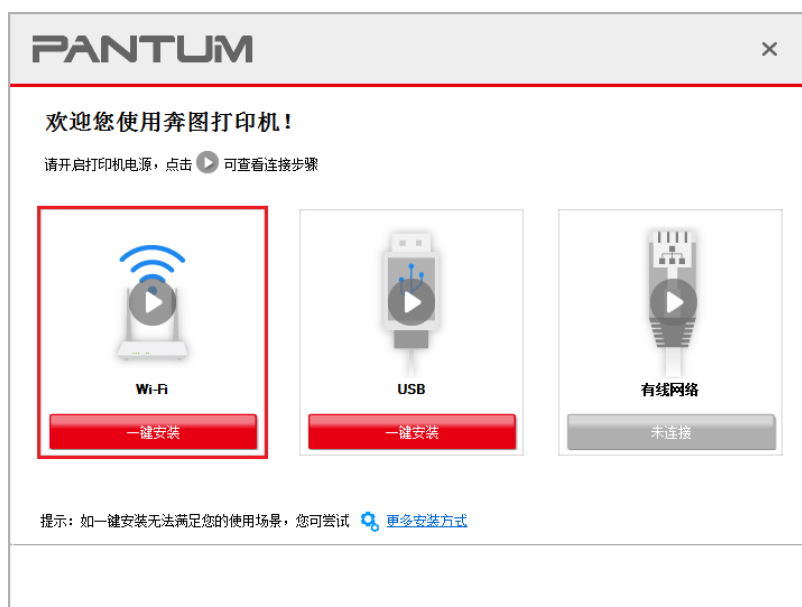 PANTUM
欢迎您使用奔图打印机！
请开启打印机电源，点击 可查看连接步骤
Wi-Fi
一键安装
USB
一键安装
有线网络
未连接
提示：如一键安装无法满足您的使用场景，您可尝试 更多安装方式